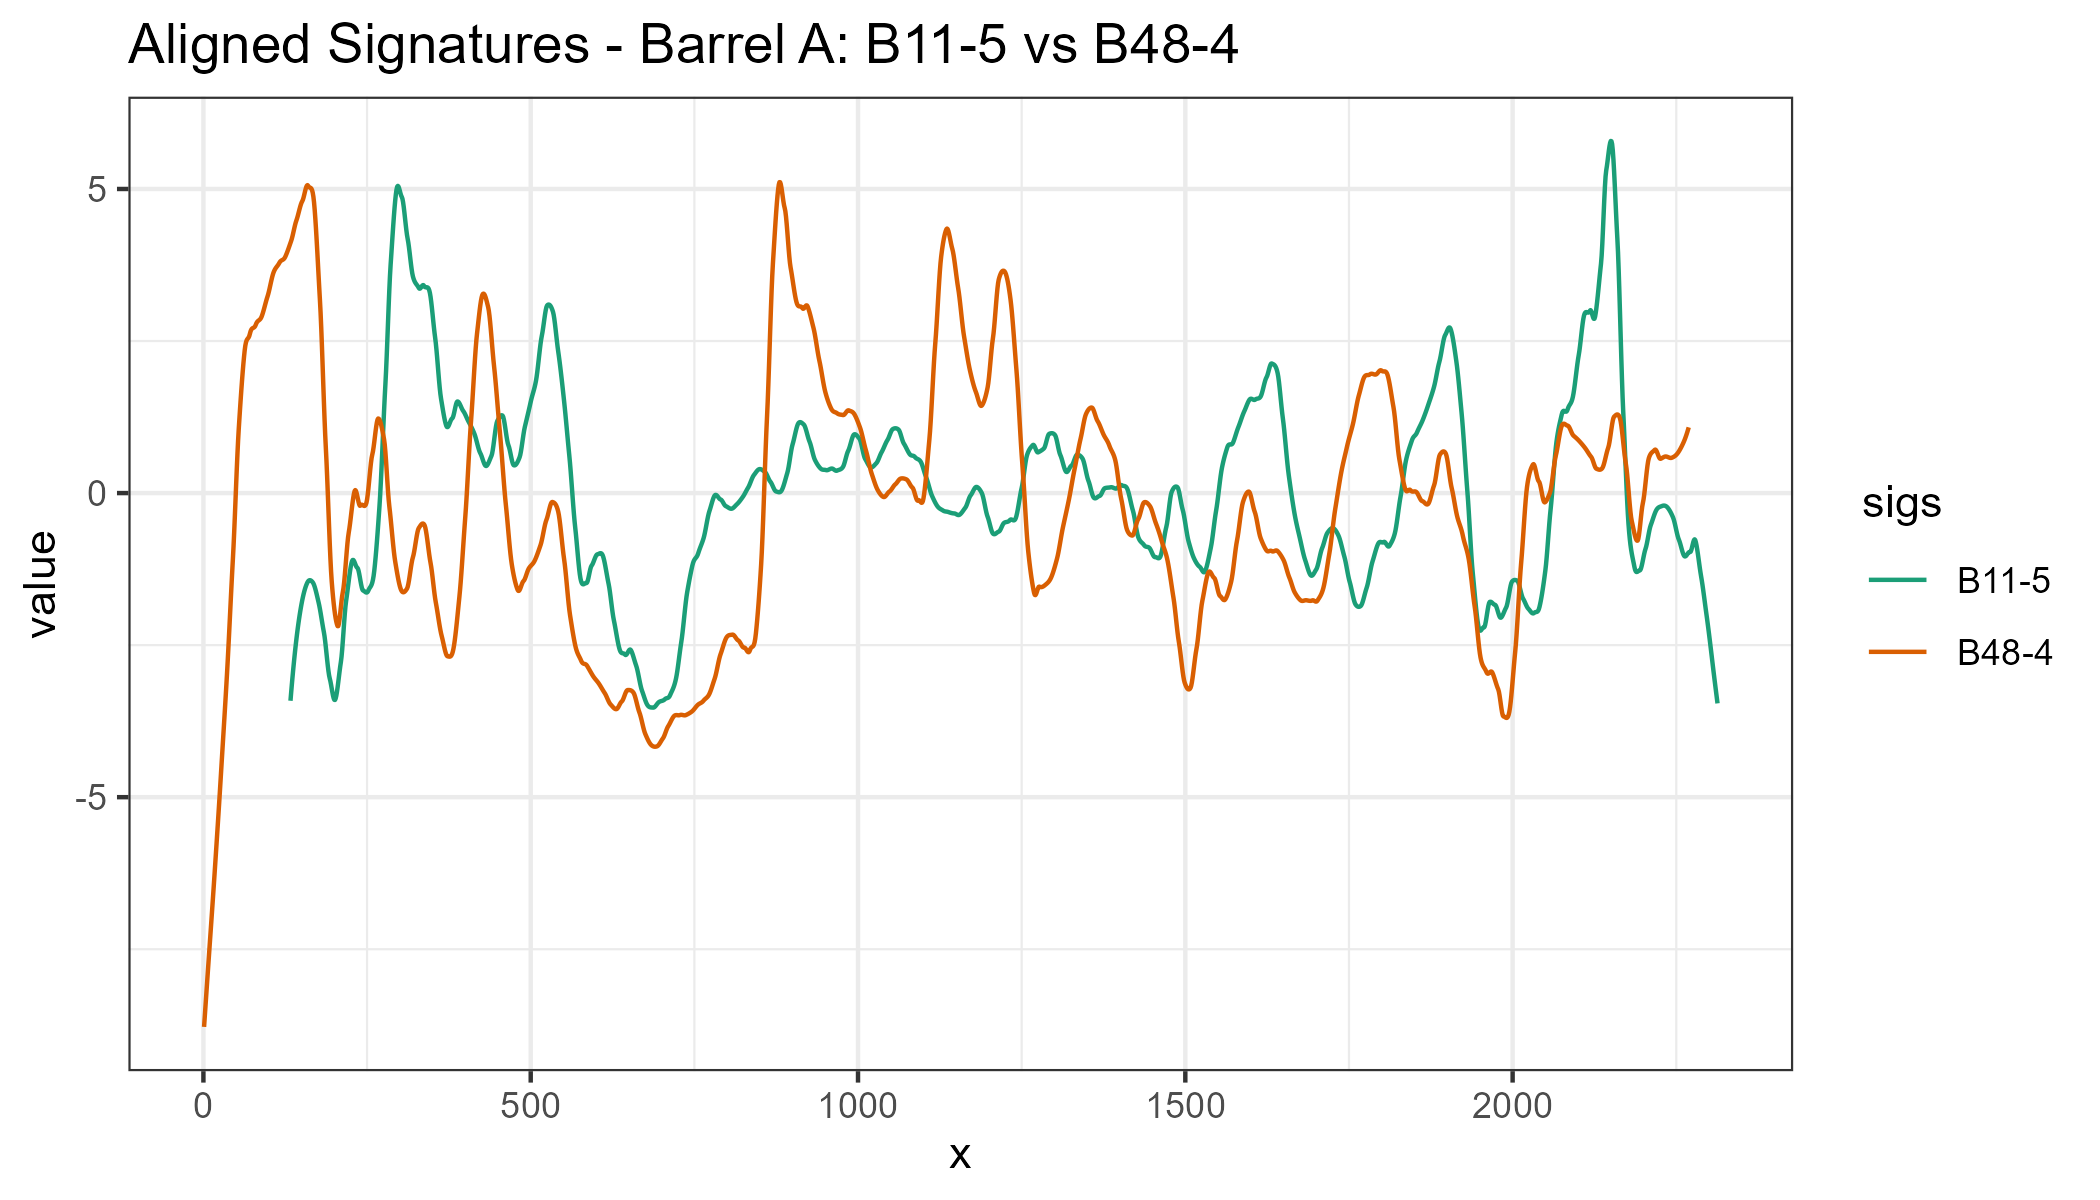 Aligned Signatures - Barrel A: B11-5 vs B48-4
5
0
-5
value
0 500 1000 1500 2000
x
sigs
B11-5
B48-4